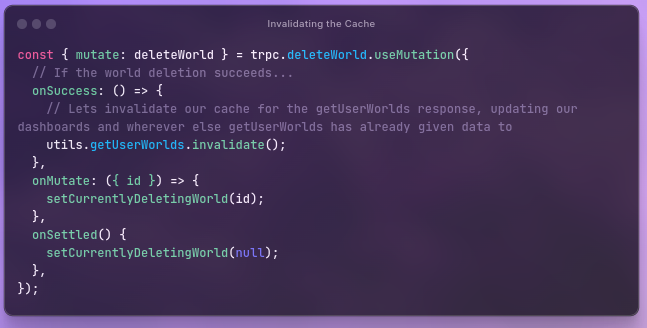 Invalidating the Cache
const { mutate: deleteWorld } = trpc.deleteWorld.useMutation({
  // If the world deletion succeeds...
  onSuccess: () => {
    // Lets invalidate our cache for the getUserWorlds response, updating our
dashboards and wherever else getUserWorlds has already given data to
    utils.getUserWorlds.invalidate();
  },
  onMutate: ({ id }) => {
    setCurrentlyDeletingWorld(id);
  },
  onSettled() {
    setCurrentlyDeletingWorld(null);
  },
});